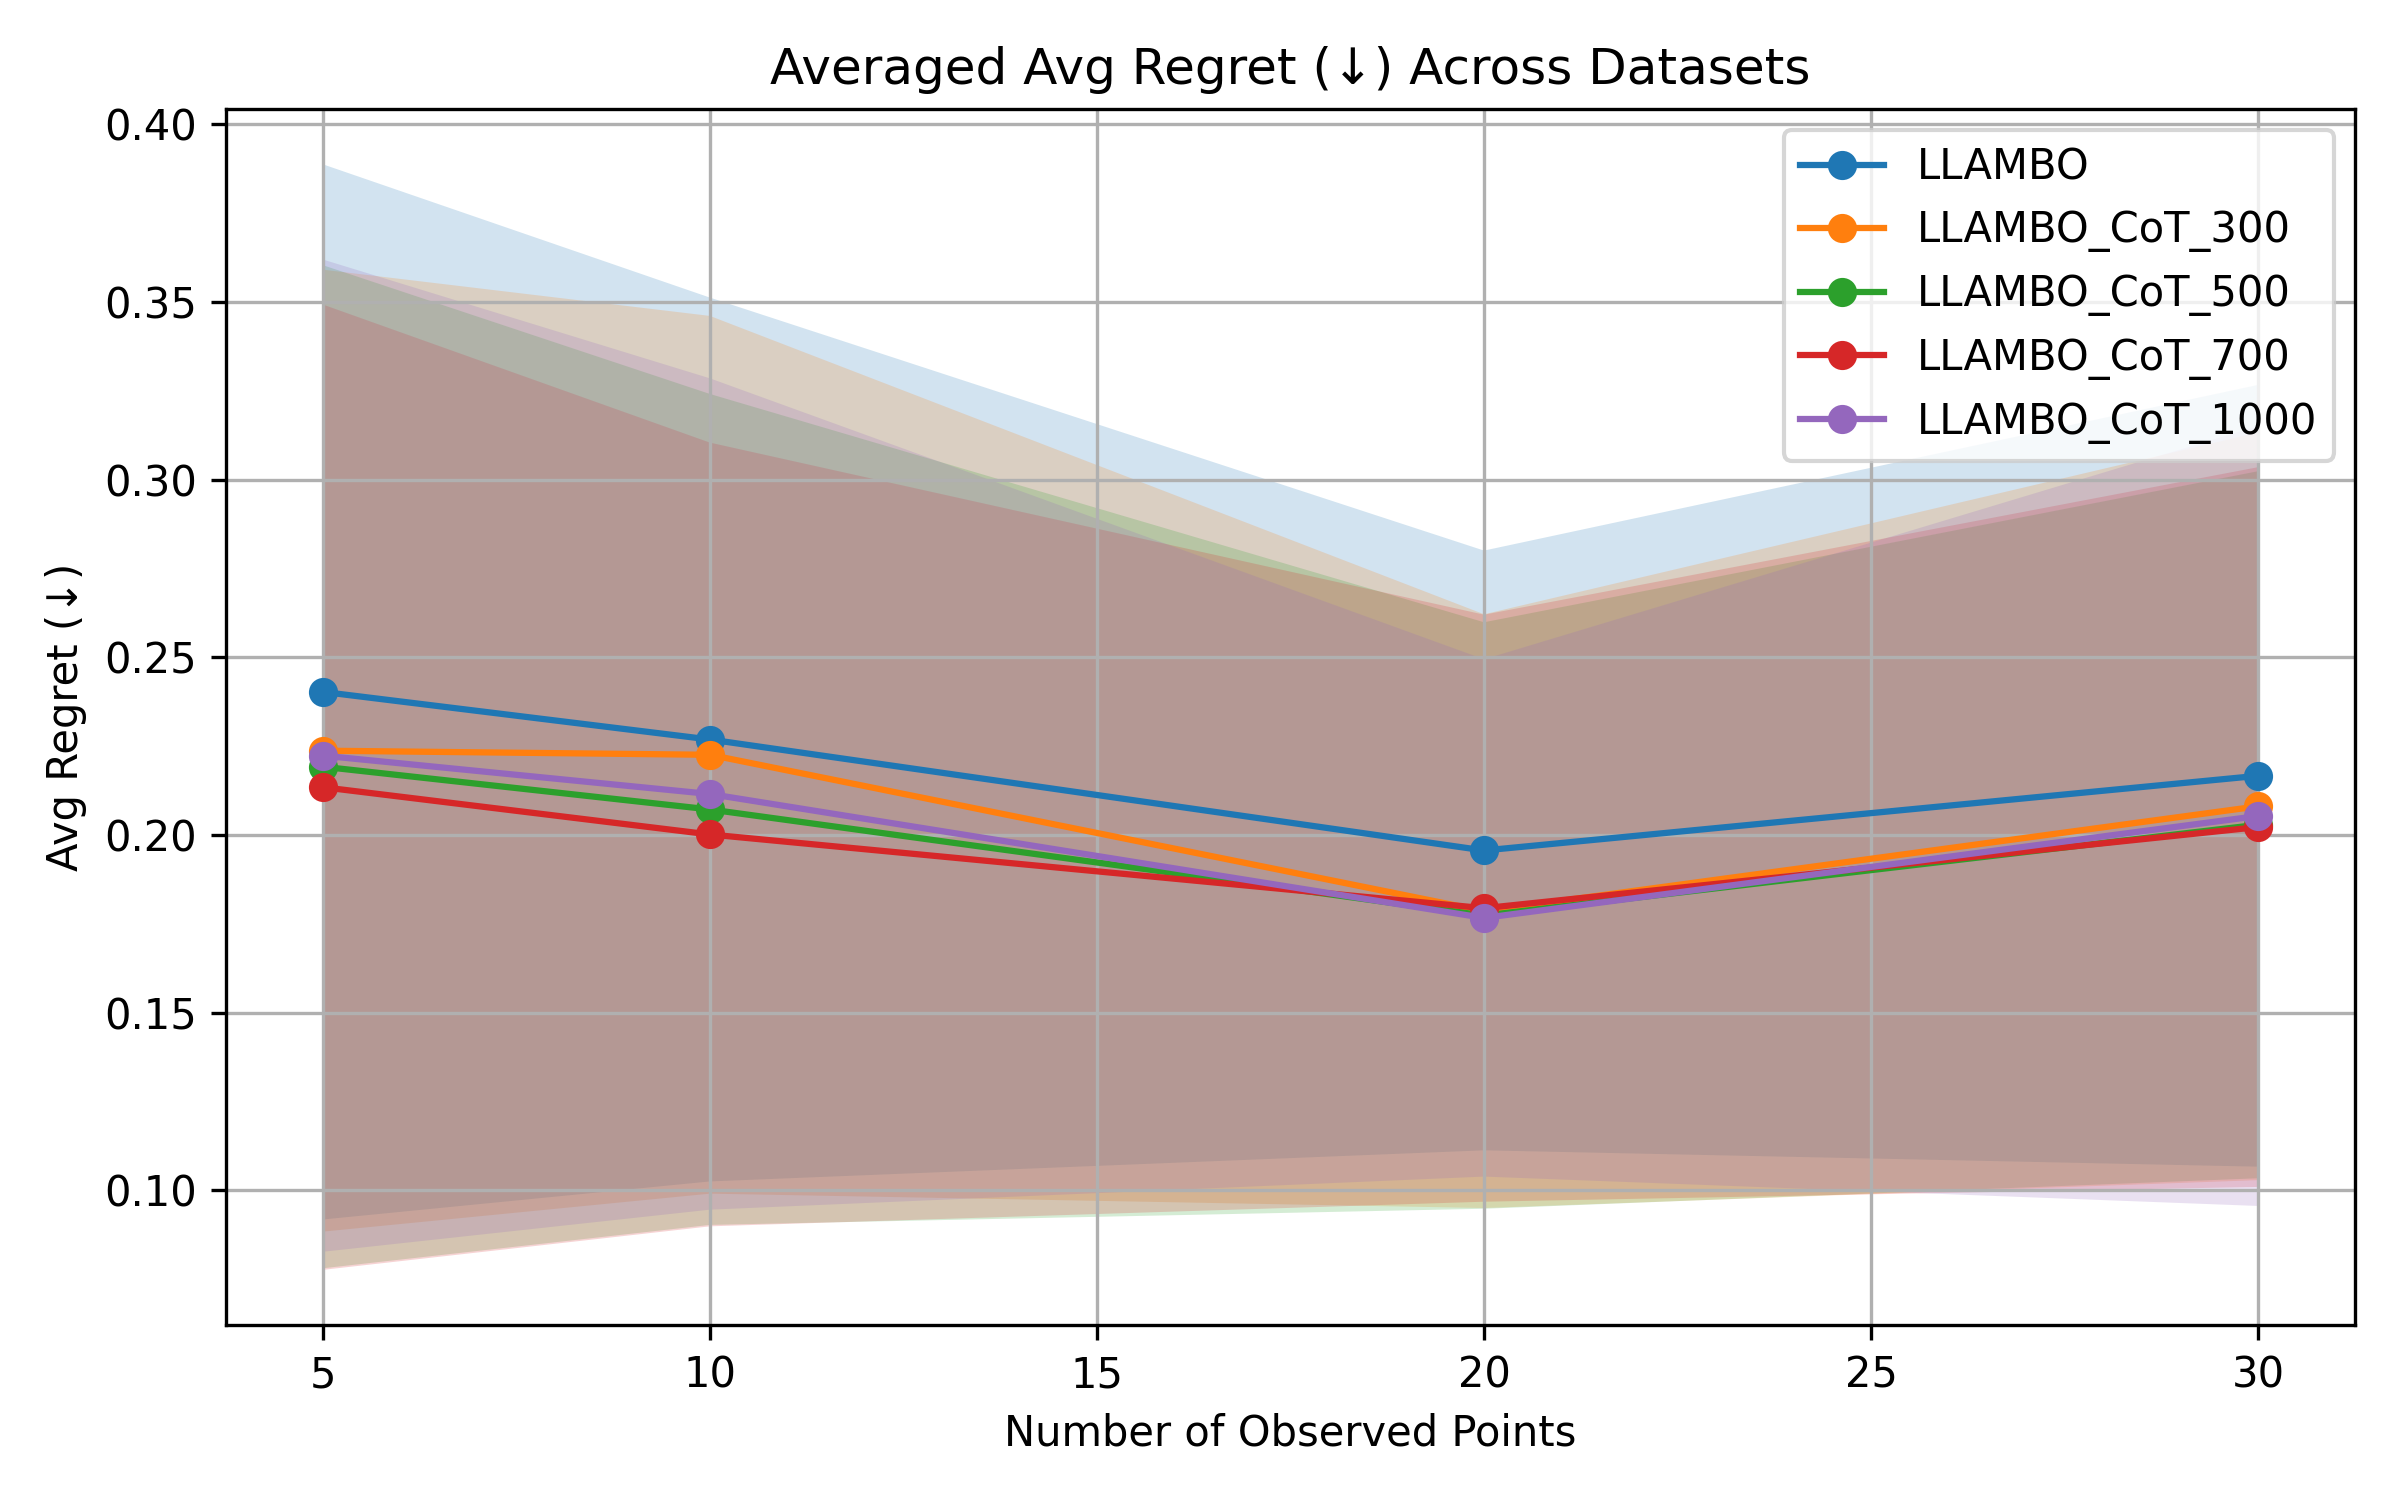 Averaged Avg Regret (↓) Across Datasets
0.40
0.35
0.30
0.25
0.20
0.15
0.10
Avg Regret (↓)
LLAMBO
LLAMBO_CoT_300
LLAMBO_CoT_500
LLAMBO_CoT_700
LLAMBO_CoT_1000
5 10 15 20 25 30
Number of Observed Points